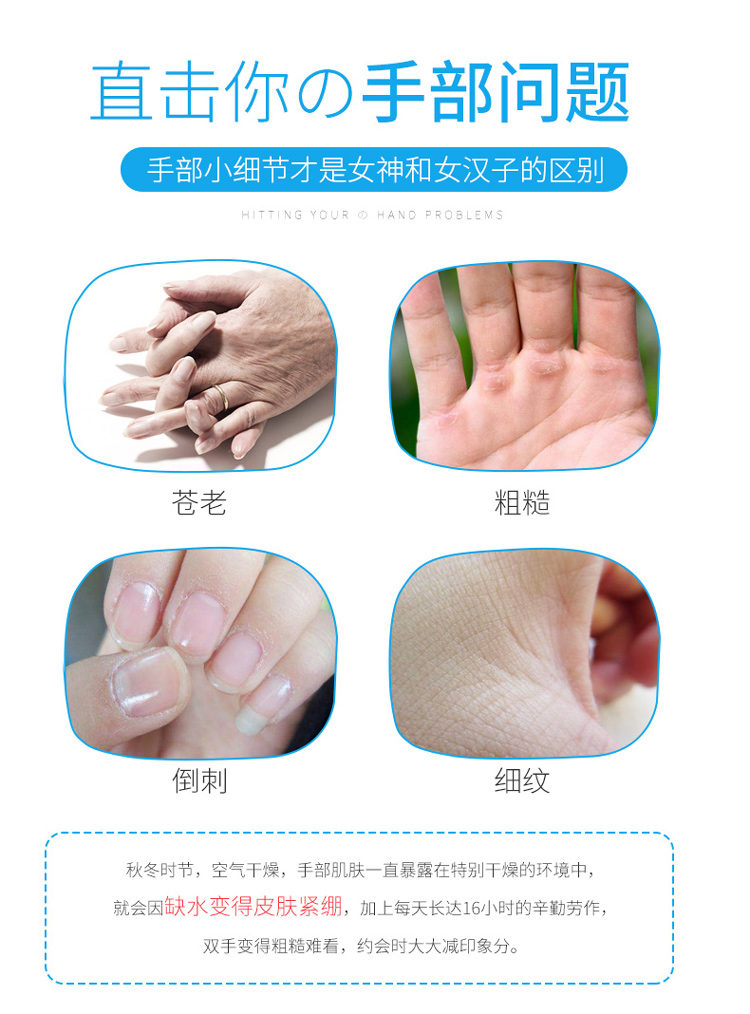 直击你の手部问题
手部小细节才是女神和女汉子的区别
HITTING YOUR の HAND PROBLEMS
苍老
粗糙
倒刺
细纹
秋冬时节，空气干燥，手部肌肤一直暴露在特别干燥的环境中，
就会因缺水变得皮肤紧绷，加上每天长达16小时的辛勤劳作，
双手变得粗糙难看，约会时大大减印象分。